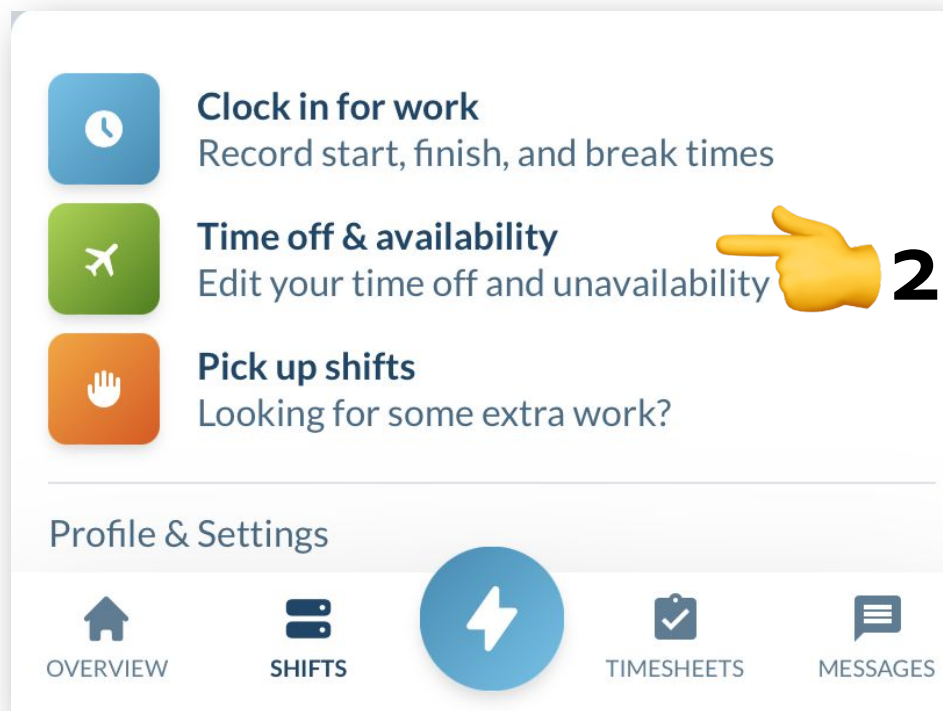 Clock in for work
Record start, finish, and break times
Time off & availability
Edit your time off and unavailability
2
Pick up shifts
Looking for some extra work?
Profile & Settings
OVERVIEW
SHIFTS
TIMESHEETS
MESSAGES